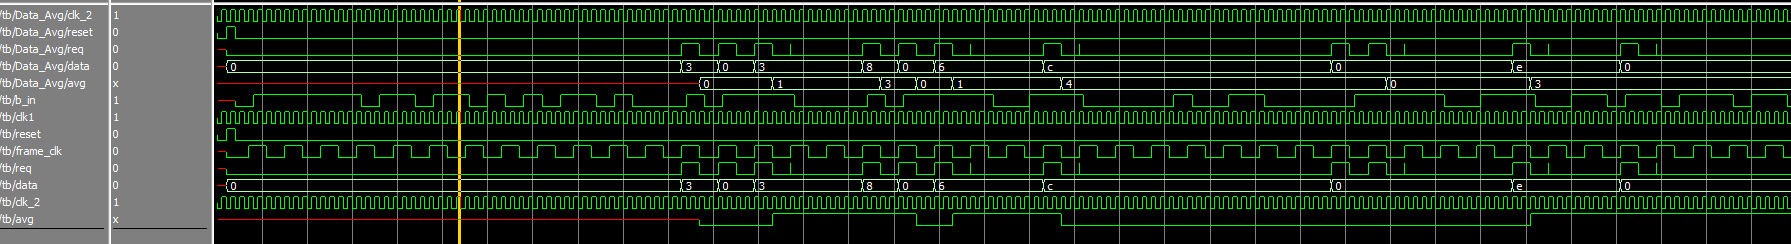 /tb/Data_Avg/clk_2 1
/tb/Data_Avg/reset 0
/tb/Data_Avg/req 0 
/tb/Data_Avg/data 0 0 3 0 3 8 0 6 c 0 e 0
/tb/Data_Avg/avg x 0 1 3 0 1 4 0 3
/tb/b_in 1
/tb/clk1 1
/tb/reset 0
/tb/frame_clk 0
/tb/req 0
/tb/data 0 0 3 0 3 8 0 6 c 0 e 0
/tb/clk_2 1
/tb/avg x